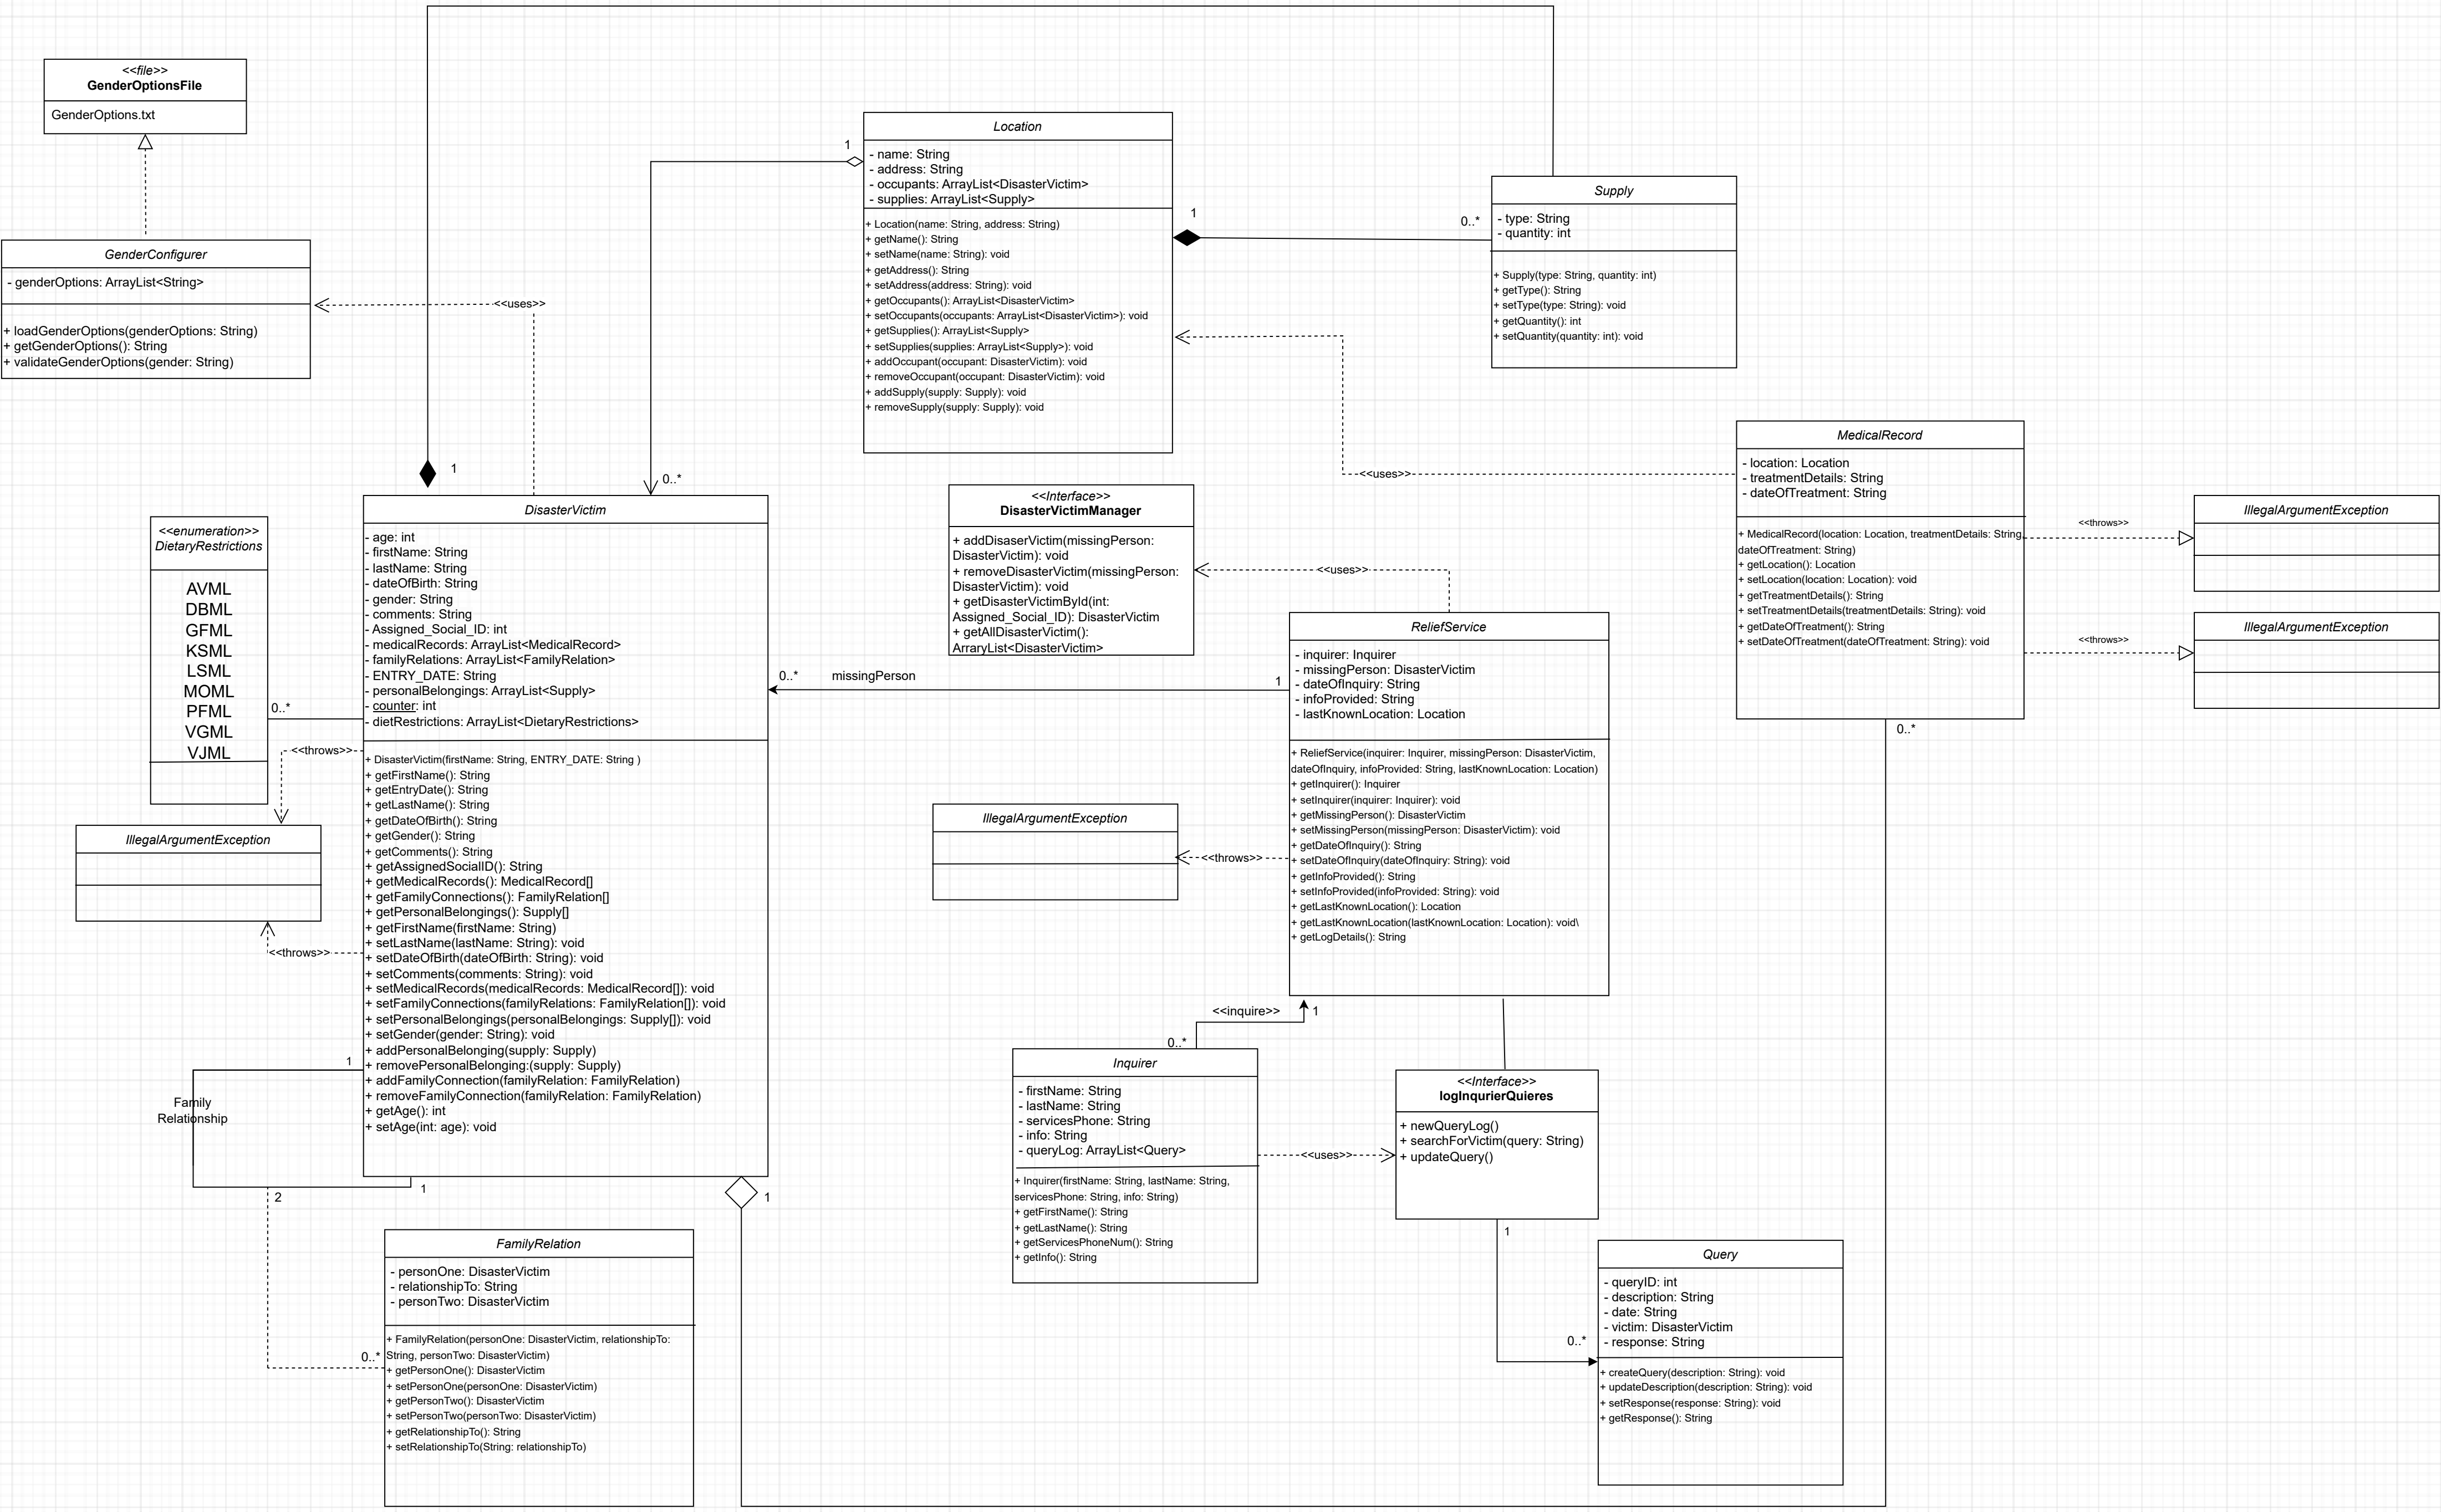 <<file>>
GenderOptionsFile
GenderOptions.txt
GenderConfigurer
- genderOptions: ArrayList<String>
+ loadGenderOptions(genderOptions: String)
+ getGenderOptions(): String
+ validateGenderOptions(gender: String)
<<uses>>
Location
- name: String
- address: String
- occupants: ArrayList<DisasterVictim>
- supplies: ArrayList<Supply>
+ Location(name: String, address: String)
+ getName(): String
+ setName(name: String): void
+ getAddress(): String
+ setAddress(address: String): void
+ getOccupants(): ArrayList<DisasterVictim>
+ setOccupants(occupants: ArrayList<DisasterVictim>): void
+ getSupplies(): ArrayList<Supply>
+ setSupplies(supplies: ArrayList<Supply>): void
+ addOccupant(occupant: DisasterVictim): void
+ removeOccupant(occupant: DisasterVictim): void
+ addSupply(supply: Supply): void
+ removeSupply(supply: Supply): void
1
0..*
1
0..*
1
Supply
- type: String
- quantity: int
+ Supply(type: String, quantity: int)
+ getType(): String
+ setType(type: String): void
+ getQuantity(): int
+ setQuantity(quantity: int): void
<<uses>>
MedicalRecord
- location: Location
- treatmentDetails: String
- dateOfTreatment: String
+ MedicalRecord(location: Location, treatmentDetails: String,
dateOfTreatment: String)
+ getLocation(): Location
+ setLocation(location: Location): void
+ getTreatmentDetails(): String
+ setTreatmentDetails(treatmentDetails: String): void
+ getDateOfTreatment(): String
+ setDateOfTreatment(dateOfTreatment: String): void
0..*
<<throws>>
IllegalArgumentException
<<throws>>
IllegalArgumentException
<<enumeration>>
DietaryRestrictions
AVML
DBML
GFML
KSML
LSML
MOML
PFML
VGML
VJML
0..*
<<throws>>
IllegalArgumentException
<<throws>>
DisasterVictim
- age: int
- firstName: String
- lastName: String
- dateOfBirth: String
- gender: String
- comments: String
- Assigned_Social_ID: int
- medicalRecords: ArrayList<MedicalRecord>
- familyRelations: ArrayList<FamilyRelation>
- ENTRY_DATE: String
- personalBelongings: ArrayList<Supply>
- counter: int
- dietRestrictions: ArrayList<DietaryRestrictions>
+ DisasterVictim(firstName: String, ENTRY_DATE: String )
+ getFirstName(): String
+ getEntryDate(): String
+ getLastName(): String
+ getDateOfBirth(): String
+ getGender(): String
+ getComments(): String
+ getAssignedSocialID(): String
+ getMedicalRecords(): MedicalRecord[]
+ getFamilyConnections(): FamilyRelation[]
+ getPersonalBelongings(): Supply[]
+ getFirstName(firstName: String)
+ setLastName(lastName: String): void
+ setDateOfBirth(dateOfBirth: String): void
+ setComments(comments: String): void
+ setMedicalRecords(medicalRecords: MedicalRecord[]): void
+ setFamilyConnections(familyRelations: FamilyRelation[]): void
+ setPersonalBelongings(personalBelongings: Supply[]): void
+ setGender(gender: String): void
+ addPersonalBelonging(supply: Supply)
+ removePersonalBelonging:(supply: Supply)
+ addFamilyConnection(familyRelation: FamilyRelation)
+ removeFamilyConnection(familyRelation: FamilyRelation)
+ getAge(): int
+ setAge(int: age): void
1
Family
Relationship
1
2
0..*
1
<<Interface>>
DisasterVictimManager
+ addDisaserVictim(missingPerson:
DisasterVictim): void
+ removeDisasterVictim(missingPerson:
DisasterVictim): void
+ getDisasterVictimById(int:
Assigned_Social_ID): DisasterVictim
+ getAllDisasterVictim():
ArraryList<DisasterVictim>
<<uses>>
0..*
missingPerson
1
ReliefService
- inquirer: Inquirer
- missingPerson: DisasterVictim
- dateOfInquiry: String
- infoProvided: String
- lastKnownLocation: Location
+ ReliefService(inquirer: Inquirer, missingPerson: DisasterVictim,
dateOfInquiry, infoProvided: String, lastKnownLocation: Location)
+ getInquirer(): Inquirer
+ setInquirer(inquirer: Inquirer): void
+ getMissingPerson(): DisasterVictim
+ setMissingPerson(missingPerson: DisasterVictim): void
+ getDateOfInquiry(): String
+ setDateOfInquiry(dateOfInquiry: String): void
+ getInfoProvided(): String
+ setInfoProvided(infoProvided: String): void
+ getLastKnownLocation(): Location
+ getLastKnownLocation(lastKnownLocation: Location): void\
+ getLogDetails(): String
IllegalArgumentException
<<throws>>
<<inquire>>
1
0..*
Inquirer
- firstName: String
- lastName: String
- servicesPhone: String
- info: String
- queryLog: ArrayList<Query>
+ Inquirer(firstName: String, lastName: String,
servicesPhone: String, info: String)
+ getFirstName(): String
+ getLastName(): String
+ getServicesPhoneNum(): String
+ getInfo(): String
<<uses>>
<<Interface>>
logInqurierQuieres
+ newQueryLog()
+ searchForVictim(query: String)
+ updateQuery()
1
0..*
Query
- queryID: int
- description: String
- date: String
- victim: DisasterVictim
- response: String
+ createQuery(description: String): void
+ updateDescription(description: String): void
+ setResponse(response: String): void
+ getResponse(): String
FamilyRelation
- personOne: DisasterVictim
- relationshipTo: String
- personTwo: DisasterVictim
+ FamilyRelation(personOne: DisasterVictim, relationshipTo:
String, personTwo: DisasterVictim)
+ getPersonOne(): DisasterVictim
+ setPersonOne(personOne: DisasterVictim)
+ getPersonTwo(): DisasterVictim
+ setPersonTwo(personTwo: DisasterVictim)
+ getRelationshipTo(): String
+ setRelationshipTo(String: relationshipTo)